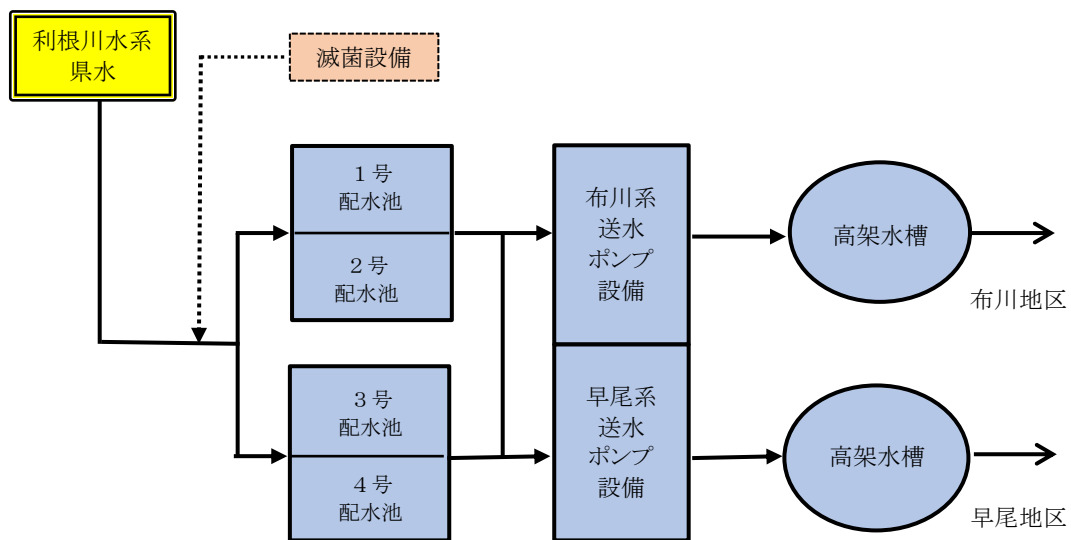 利根川水系
県水
滅菌設備
1号
配水池
2号
配水池
3号
配水池
4号
配水池
布川系
送水
ポンプ
設備
早尾系
送水
ポンプ
設備
高架水槽
布川地区
高架水槽
早尾地区